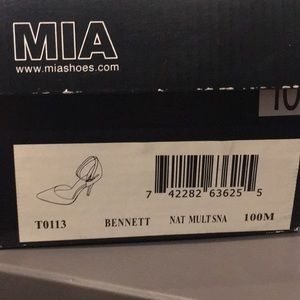 MIA
www.miashoes.com
10
7 42282 63625 5
T0113 BENNETT NAT MULTSNA 100M